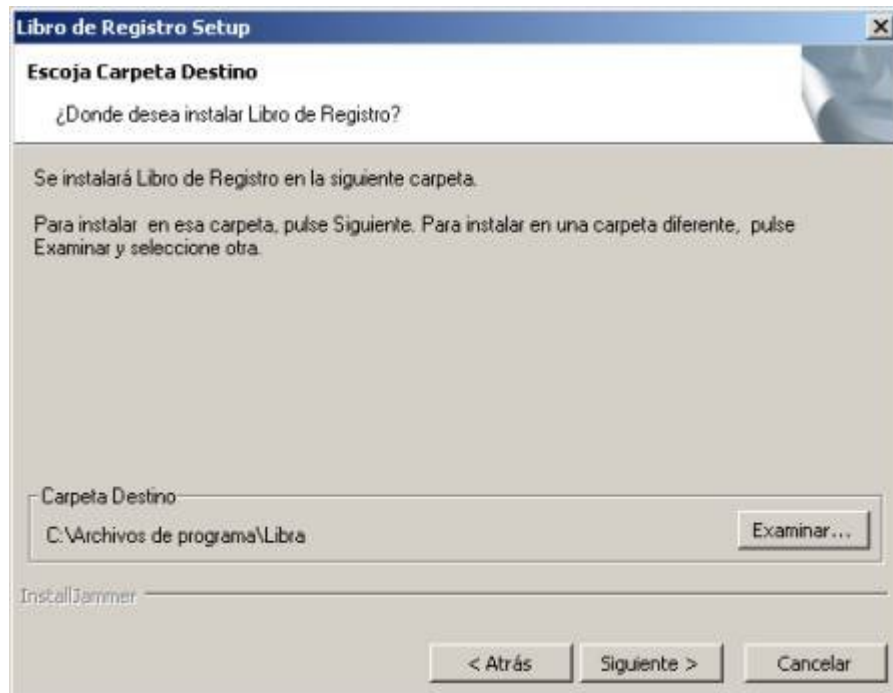 Libro de Registro Setup
Escoja Carpeta Destino
¿Donde desea instalar Libro de Registro?
Se instalará Libro de Registro en la siguiente carpeta.
Para instalar en esa carpeta, pulse Siguiente. Para instalar en una carpeta diferente, pulse
Examinar y seleccione otra.
Carpeta Destino
C:\Archivos de programa\Libra
Examinar...
InstallJammer
< Atrás
Siguiente >
Cancelar